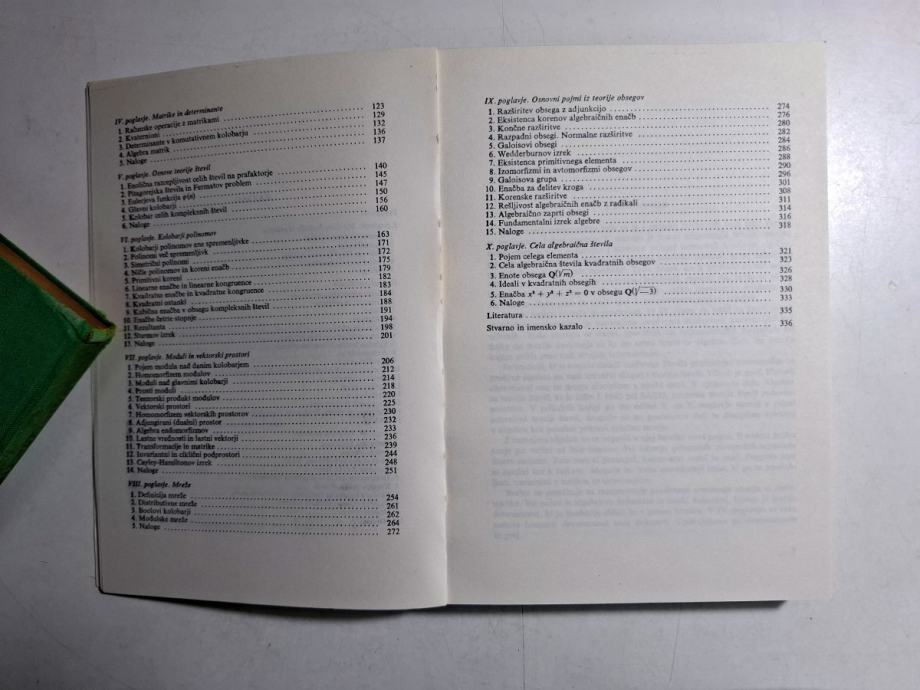 IV. poglavje. Matrike in determinante
1. Računske operacije z matrikami ........ 123
2. Kvaternioni ........ 129
3. Determinante v komutativnem kolobarju ........ 132
4. Algebra matrik ........ 136
5. Naloge ........ 137
V. poglavje. Osnove teorije števil
1. Enolična razcepljivost celih števil na prafaktorje ........ 140
2. Pitagorejska števila in Fermatov problem ........ 145
3. Eulerjeva funkcija φ(n) ........ 147
4. Glavni kolobarji ........ 150
5. Kolobar celih kompleksnih števil ........ 156
6. Naloge ........ 160
VI. poglavje. Kolobarji polinomov
1. Kolobarji polinomov ene spremenljivke ........ 163
2. Polinomi več spremenljivk ........ 171
3. Simetrični polinomi ........ 172
4. Ničle polinomov in koreni enačb ........ 175
5. Primitivni koreni ........ 179
6. Linearne enačbe in linearne kongruence ........ 182
7. Kvadratne enačbe in kvadratne kongruence ........ 183
8. Kvadratni ostanki ........ 184
9. Kubična enačba v obsegu kompleksnih števil ........ 188
10. Enačbe četrte stopnje ........ 191
11. Rezultanta ........ 194
12. Sturmov izrek ........ 198
13. Naloge ........ 201
VII. poglavje. Moduli in vektorski prostori
1. Pojem modula nad danim kolobarjem ........ 206
2. Homomorfizem modulov ........ 212
3. Moduli nad glavnimi kolobarji ........ 214
4. Prosti moduli ........ 218
5. Tenzorski produkt modulov ........ 220
6. Vektorski prostori ........ 225
7. Homomorfizem vektorskih prostorov ........ 230
8. Adjungirani (dualni) prostor ........ 232
9. Algebra endomorfizmov ........ 233
10. Lastne vrednosti in lastni vektorji ........ 236
11. Transformacije in matrike ........ 239
12. Invariantni in ciklični podprostori ........ 244
13. Cayley-Hamiltonov izrek ........ 248
14. Naloge ........ 251
VIII. poglavje. Mreže
1. Definicija mreže ........ 254
2. Distributivne mreže ........ 261
3. Boolovi kolobarji ........ 262
4. Modulske mreže ........ 264
5. Naloge ........ 272
IX. poglavje. Osnovni pojmi iz teorije obsegov
1. Razširitev obsega z adjunkcijo ........ 274
2. Eksistenca korenov algebraičnih enačb ........ 276
3. Končne razširitve ........ 280
4. Razpadni obsegi. Normalne razširitve ........ 282
5. Galoisovi obsegi ........ 284
6. Wedderburnov izrek ........ 286
7. Eksistenca primitivnega elementa ........ 288
8. Izomorfizmi in avtomorfizmi obsegov ........ 290
9. Galoisova grupa ........ 296
10. Enačba za delitev kroga ........ 301
11. Korenske razširitve ........ 308
12. Rešljivost algebraičnih enačb z radikali ........ 311
13. Algebraično zaprti obsegi ........ 314
14. Fundamentalni izrek algebre ........ 316
15. Naloge ........ 318
X. poglavje. Cela algebraična števila
1. Pojem celega elementa ........ 321
2. Cela algebraična števila kvadratnih obsegov ........ 323
3. Enote obsega Q(√m) ........ 326
4. Ideali v kvadratnih obsegih ........ 328
5. Enačba x³ + y³ + z³ = 0 v obsegu Q(√−3) ........ 330
6. Naloge ........ 333
Literatura ........ 335
Stvarno in imensko kazalo ........ 336